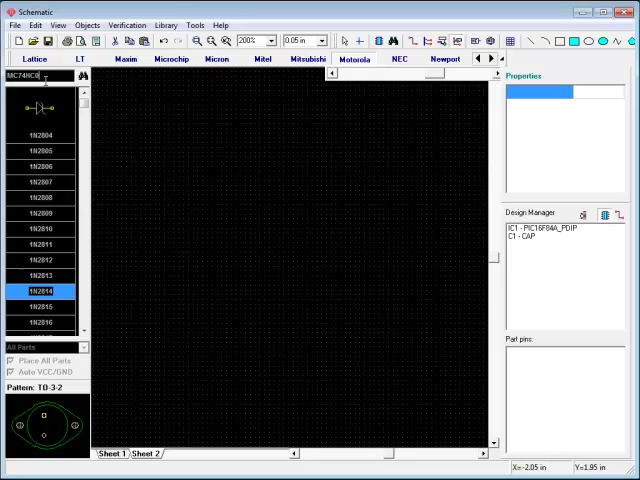 Schematic
File Edit View Objects Verification Library Tools Help
200% 0.05 in
Lattice LT Maxim Microchip Micron Mitel Mitsubishi Motorola NEC Newport
MC74HC0
1N2804
1N2805
1N2806
1N2807
1N2808
1N2809
1N2810
1N2811
1N2812
1N2813
1N2814
1N2815
1N2816
All Parts
Place All Parts
Auto VCC/GND
Pattern: TO-3-2
Sheet 1 Sheet 2
Properties
Design Manager
IC1 - PIC16F84A_PDIP
C1 - CAP
Part pins:
X=-2.05 in Y=1.95 in